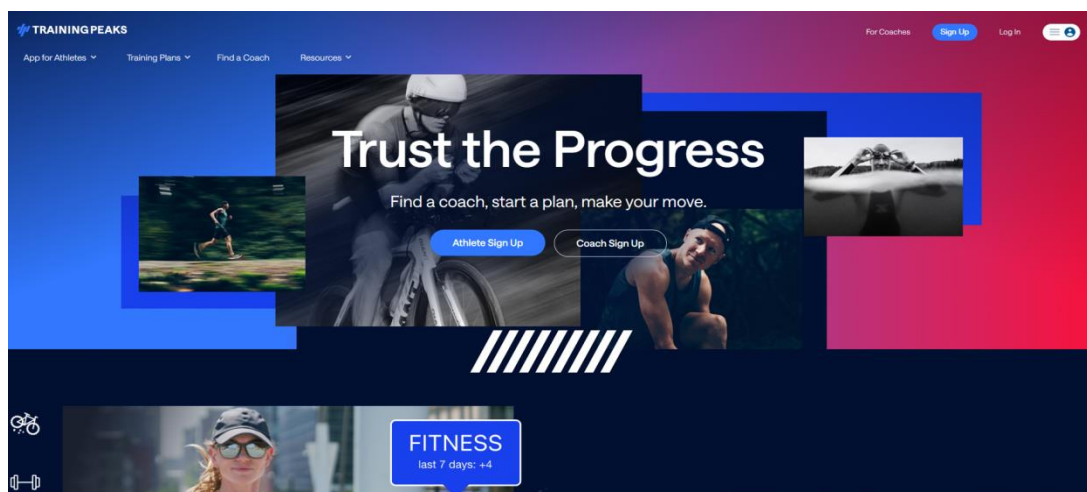 TRAININGPEAKS
For Coaches
Sign Up
Log In
App for Athletes
Training Plans
Find a Coach
Resources
Trust the Progress
Find a coach, start a plan, make your move.
Athlete Sign Up
Coach Sign Up
FITNESS
last 7 days: +4